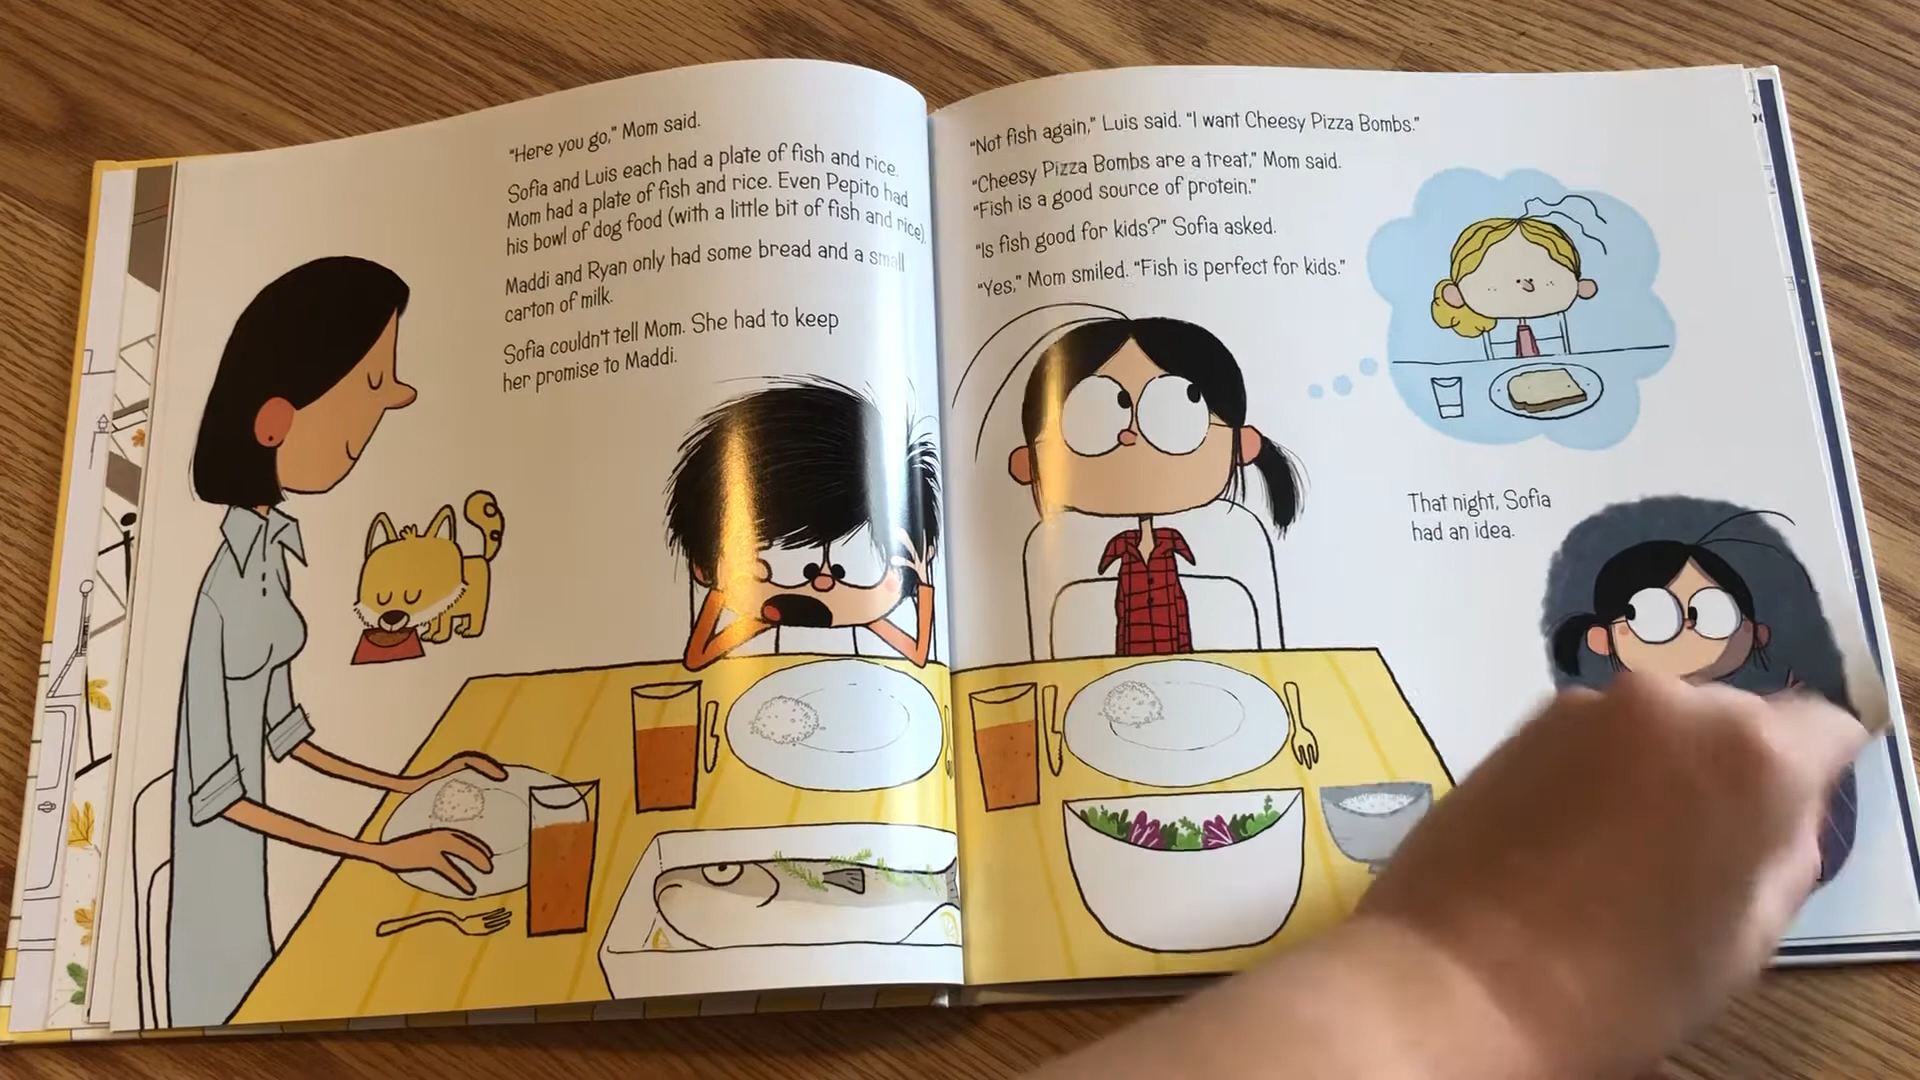 "Here you go," Mom said.
Sofia and Luis each had a plate of fish and rice.
Mom had a plate of fish and rice. Even Pepito had
his bowl of dog food (with a little bit of fish and rice).
Maddi and Ryan only had some bread and a small
carton of milk.
Sofia couldn't tell Mom. She had to keep
her promise to Maddi.
"Not fish again," Luis said. "I want Cheesy Pizza Bombs."
"Cheesy Pizza Bombs are a treat," Mom said.
"Fish is a good source of protein."
"Is fish good for kids?" Sofia asked.
"Yes," Mom smiled. "Fish is perfect for kids."
That night, Sofia
had an idea.